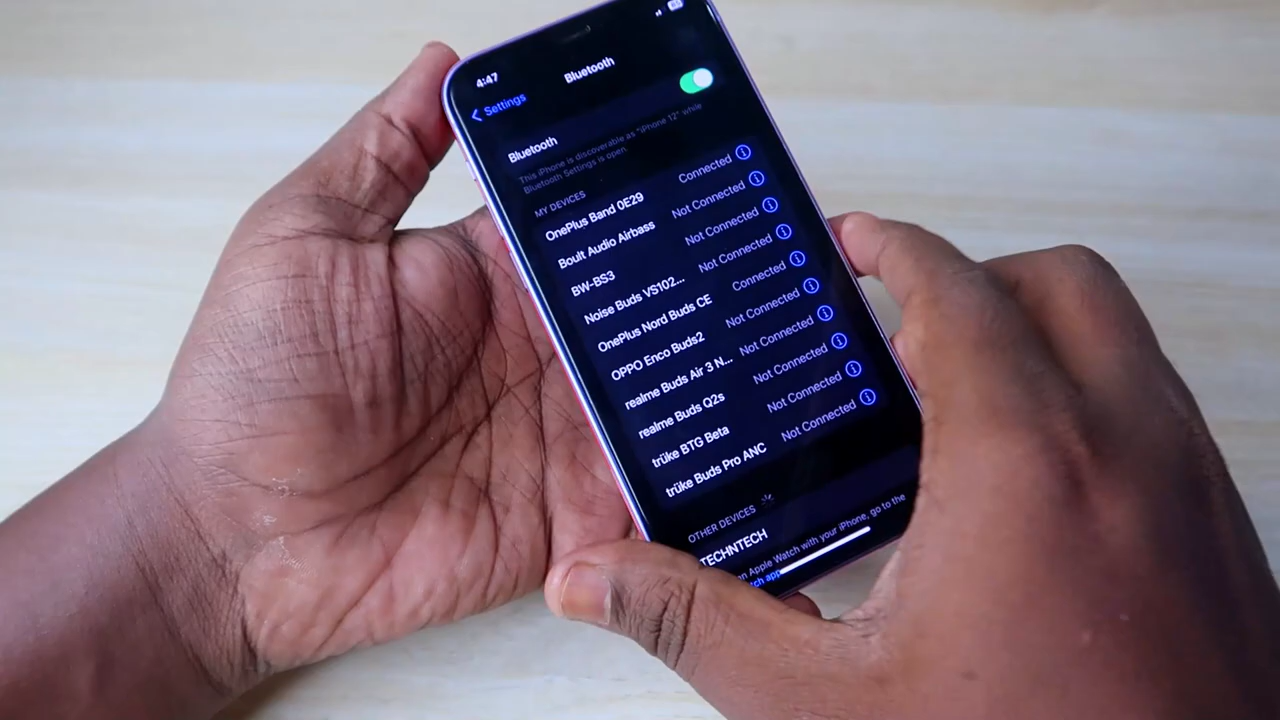 4:47
Settings
Bluetooth
Bluetooth
This iPhone is discoverable as "iPhone 12" while
Bluetooth Settings is open.
MY DEVICES
OnePlus Band 0E29 Connected
Boult Audio Airbass Not Connected
BW-BS3 Not Connected
Noise Buds VS102... Not Connected
OnePlus Nord Buds CE Connected
OPPO Enco Buds2 Not Connected
realme Buds Air 3 N... Not Connected
realme Buds Q2s Not Connected
trüke BTG Beta Not Connected
trüke Buds Pro ANC Not Connected
OTHER DEVICES
TECHNTECH
an Apple Watch with your iPhone, go to the
tch app